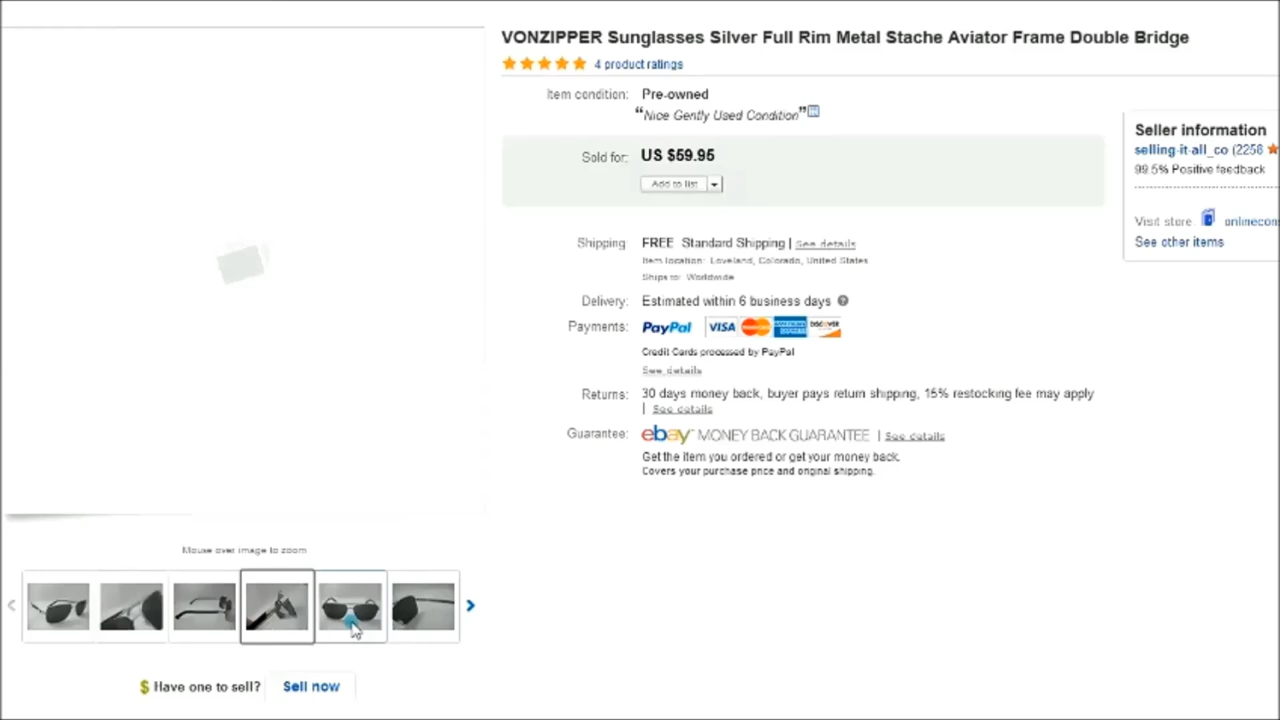 VONZIPPER Sunglasses Silver Full Rim Metal Stache Aviator Frame Double Bridge
4 product ratings
Item condition: Pre-owned
“Nice Gently Used Condition”
Sold for: US $59.95
Add to list
Shipping: FREE Standard Shipping | See details
Item location: Loveland, Colorado, United States
Ships to: Worldwide
Delivery: Estimated within 6 business days
Payments: PayPal VISA MasterCard AMERICAN EXPRESS DISCOVER
Credit Cards processed by PayPal
See details
Returns: 30 days money back, buyer pays return shipping, 15% restocking fee may apply
| See details
Guarantee: ebay MONEY BACK GUARANTEE | See details
Get the item you ordered or get your money back.
Covers your purchase price and original shipping.
Seller information
selling-it-all_co (2258
99.5% Positive feedback
Visit store onlinecon
See other items
Mouse over image to zoom
$ Have one to sell? Sell now